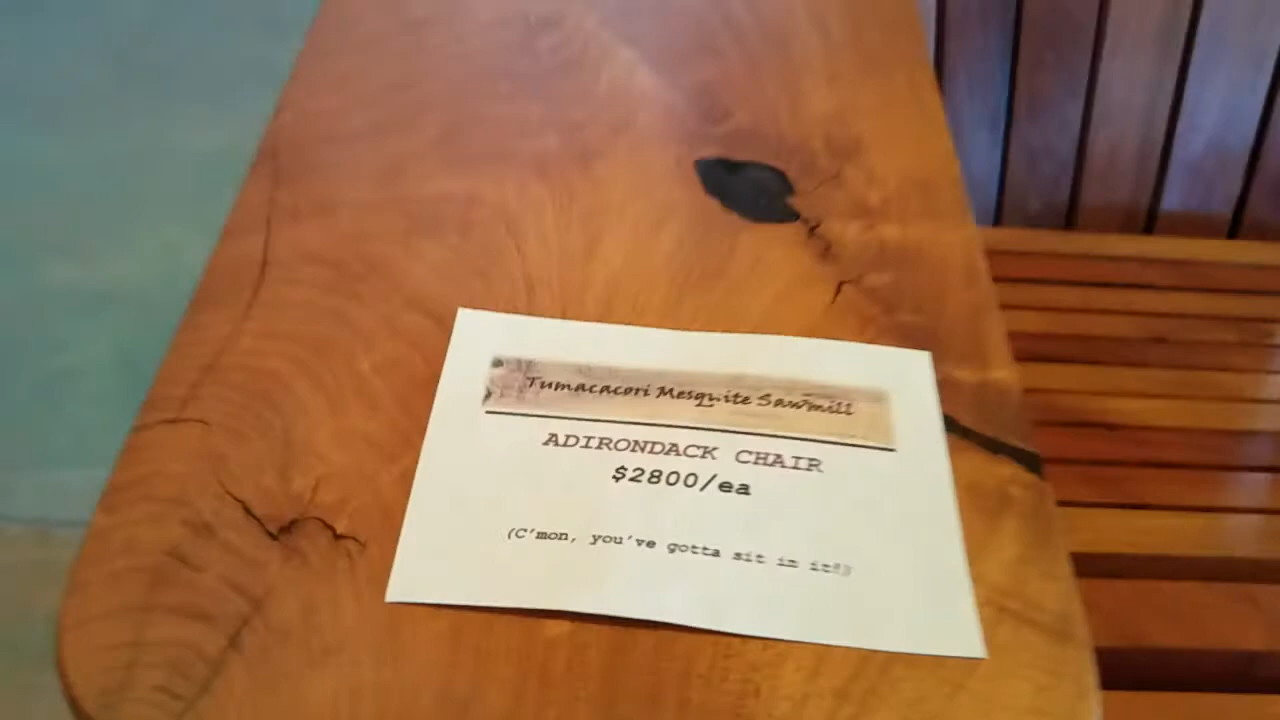 Tumacacori Mesquite Sawmill
ADIRONDACK CHAIR
$2800/ea
(C'mon, you've gotta sit in it!)